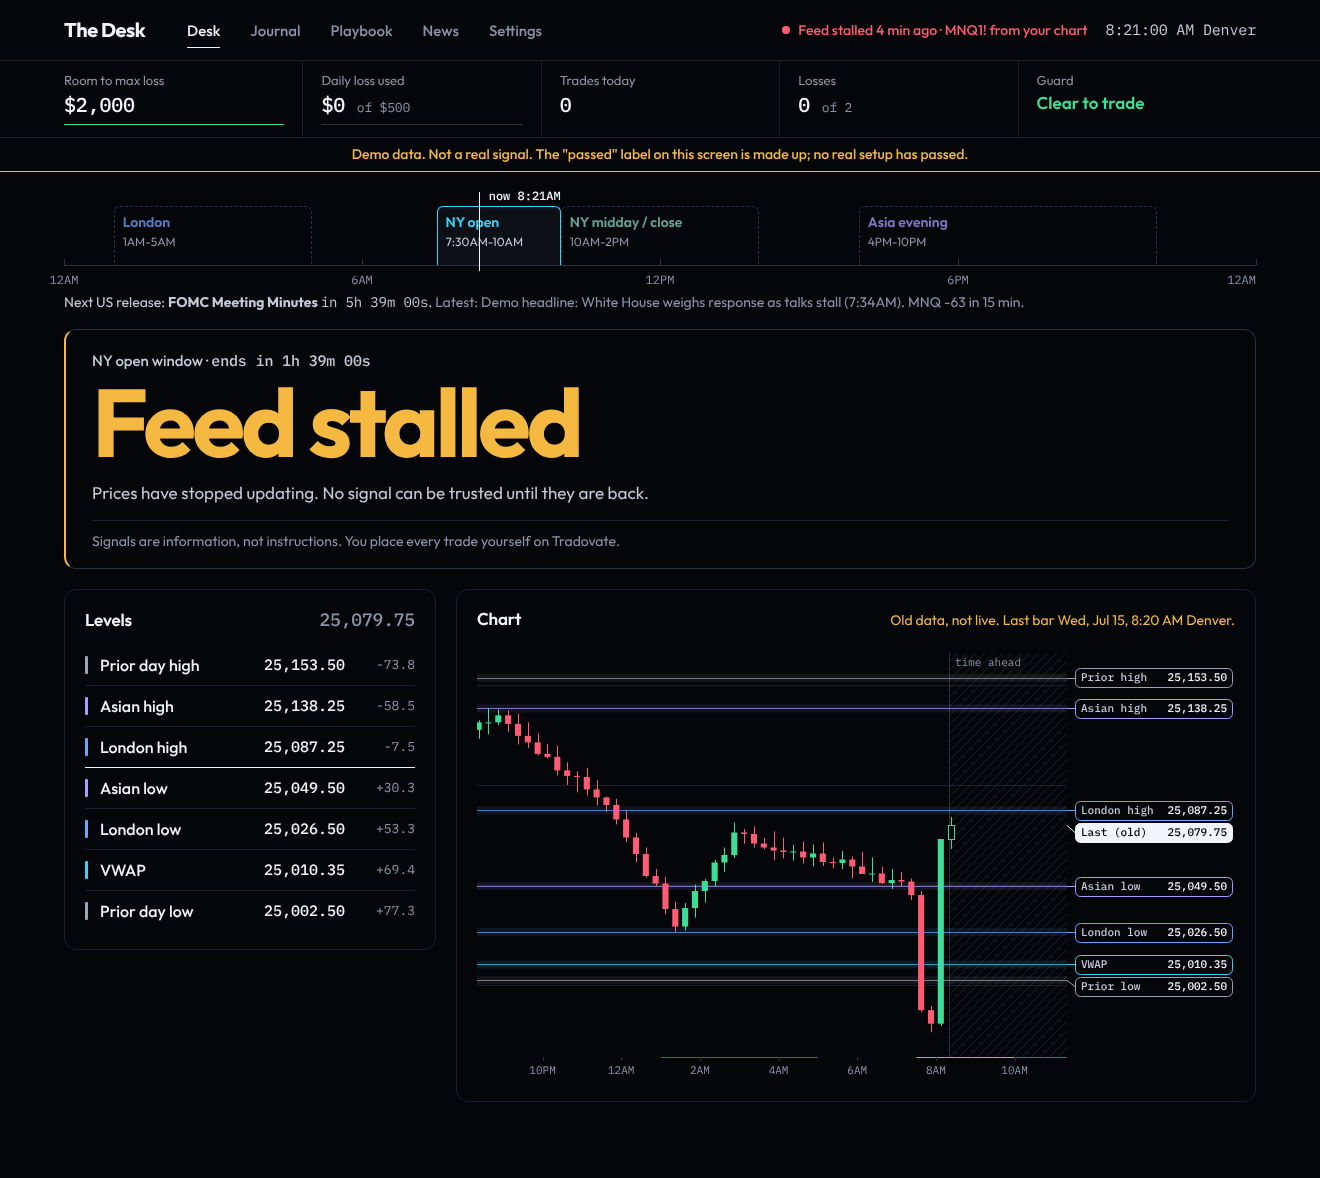 The Desk
Desk
Journal
Playbook
News
Settings
Feed stalled 4 min ago · MNQ1! from your chart
8:21:00 AM Denver
Room to max loss
$2,000
Daily loss used
$0 of $500
Trades today
0
Losses
0 of 2
Guard
Clear to trade
Demo data. Not a real signal. The "passed" label on this screen is made up; no real setup has passed.
now 8:21AM
London
1AM-5AM
NY open
7:30AM-10AM
NY midday / close
10AM-2PM
Asia evening
4PM-10PM
12AM
6AM
12PM
6PM
12AM
Next US release: FOMC Meeting Minutes in 5h 39m 00s. Latest: Demo headline: White House weighs response as talks stall (7:34AM). MNQ -63 in 15 min.
NY open window · ends in 1h 39m 00s
Feed stalled
Prices have stopped updating. No signal can be trusted until they are back.
Signals are information, not instructions. You place every trade yourself on Tradovate.
Levels 25,079.75
Prior day high 25,153.50 -73.8
Asian high 25,138.25 -58.5
London high 25,087.25 -7.5
Asian low 25,049.50 +30.3
London low 25,026.50 +53.3
VWAP 25,010.35 +69.4
Prior day low 25,002.50 +77.3
Chart
Old data, not live. Last bar Wed, Jul 15, 8:20 AM Denver.
time ahead
Prior high 25,153.50
Asian high 25,138.25
London high 25,087.25
Last (old) 25,079.75
Asian low 25,049.50
London low 25,026.50
VWAP 25,010.35
Prior low 25,002.50
10PM
12AM
2AM
4AM
6AM
8AM
10AM